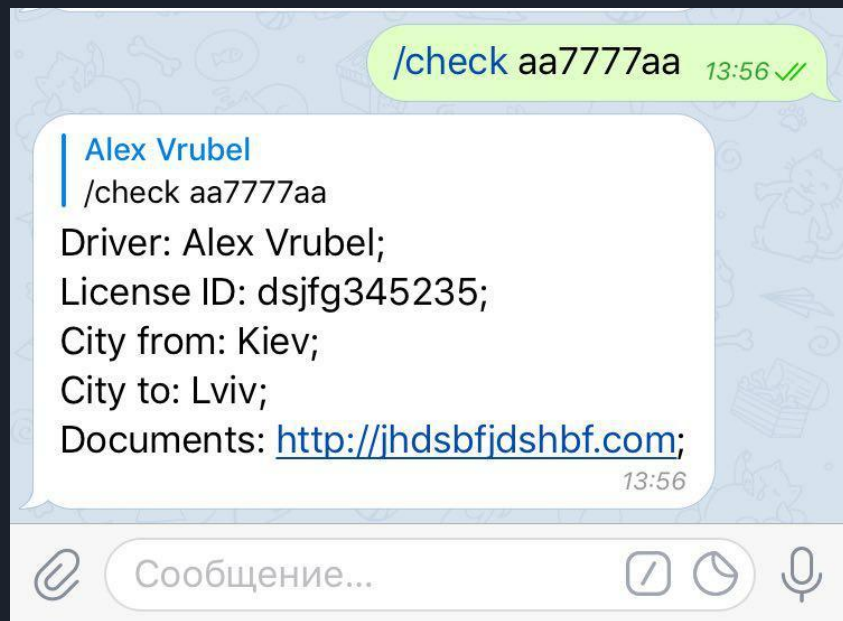 /check aa7777aa 13:56
Alex Vrubel
/check aa7777aa
Driver: Alex Vrubel;
License ID: dsjfg345235;
City from: Kiev;
City to: Lviv;
Documents: http://jhdsbfjdshbf.com;
13:56
Сообщение...